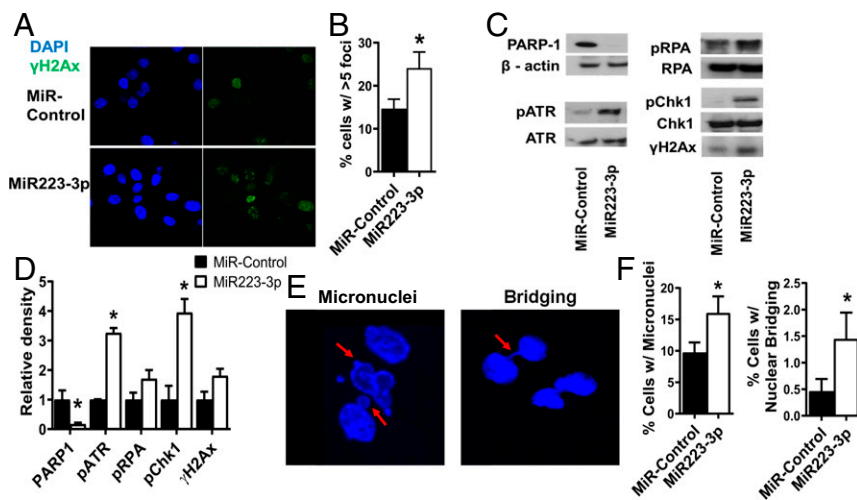 A
DAPI
γH2Ax
MiR-
Control
MiR223-3p
B
% cells w/ >5 foci
30
20
10
0
*
MiR-Control
MiR223-3p
C
PARP-1
β - actin
pATR
ATR
MiR-Control
MiR223-3p
pRPA
RPA
pChk1
Chk1
γH2Ax
MiR-Control
MiR223-3p
D
MiR-Control
MiR223-3p
Relative density
5
4
3
2
1
0
*
*
*
PARP1
pATR
pRPA
pChk1
γH2Ax
E
Micronuclei
Bridging
F
% Cells w/ Micronuclei
20
15
10
5
0
*
MiR-Control
MiR223-3p
% Cells w/
Nuclear Bridging
2.5
2.0
1.5
1.0
0.5
0.0
*
MiR-Control
MiR223-3p